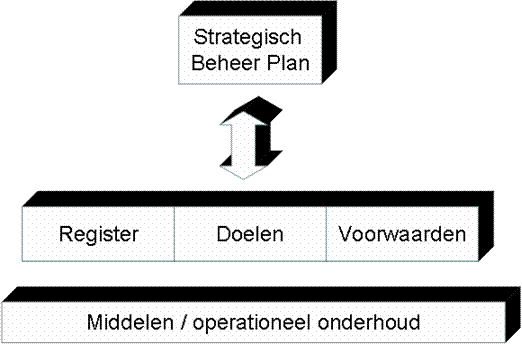 Strategisch
Beheer Plan
Register Doelen Voorwaarden
Middelen / operationeel onderhoud